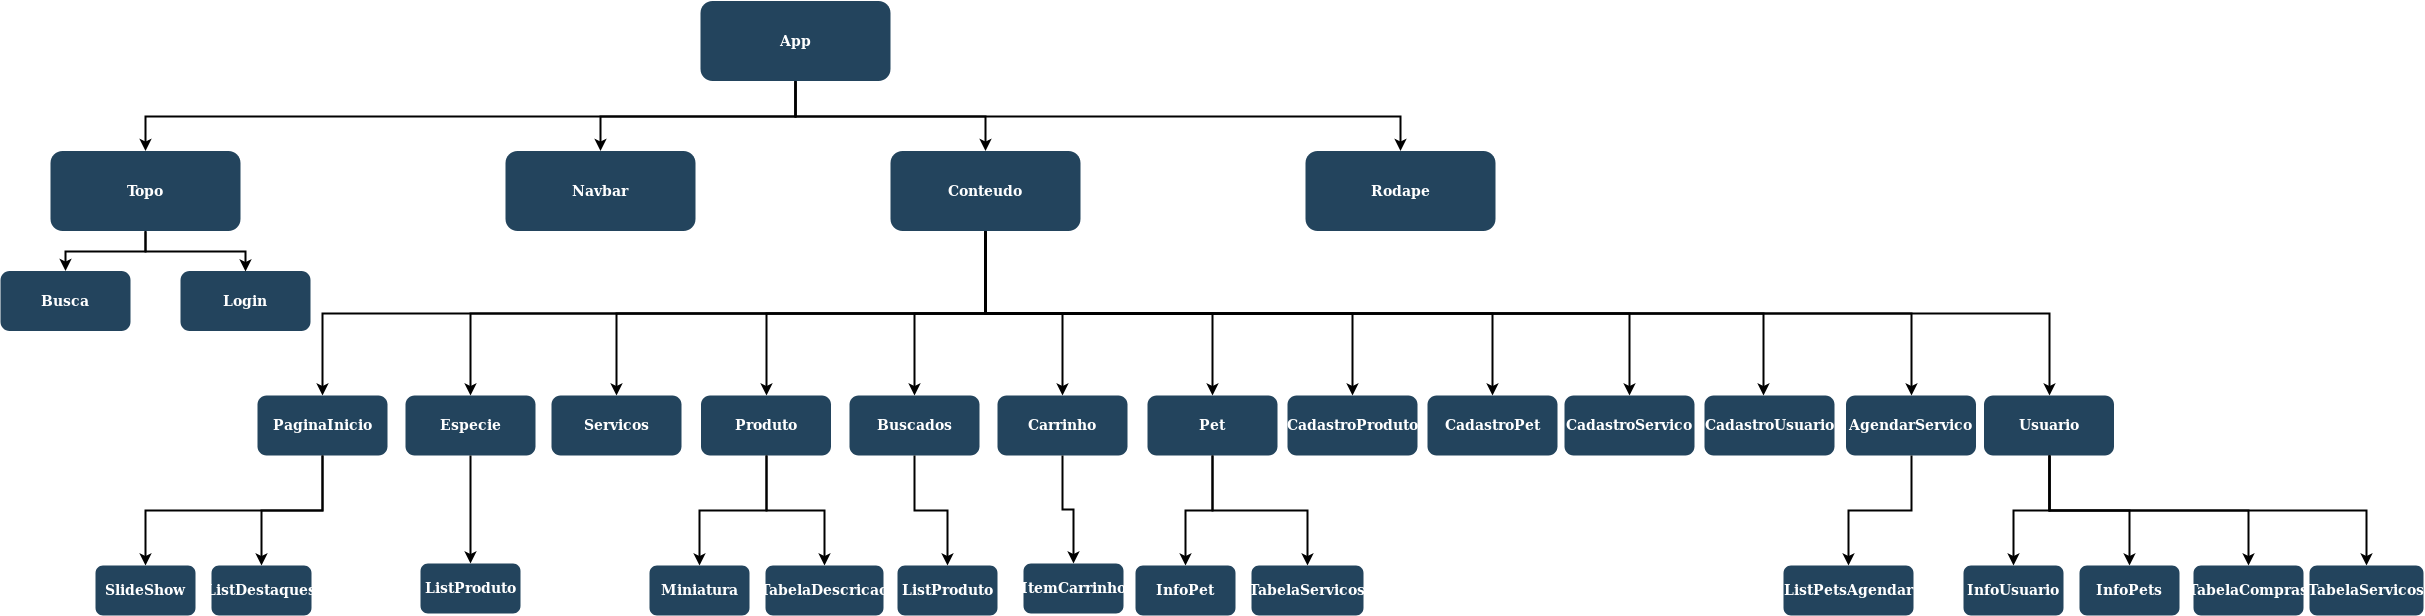 App
Topo
Navbar
Conteudo
Rodape
Busca
Login
PaginaInicio
Especie
Servicos
Produto
Buscados
Carrinho
Pet
CadastroProduto
CadastroPet
CadastroServico
CadastroUsuario
AgendarServico
Usuario
SlideShow
ListDestaques
ListProduto
Miniatura
TabelaDescricao
ListProduto
ItemCarrinho
InfoPet
TabelaServicos
ListPetsAgendar
InfoUsuario
InfoPets
TabelaCompras
TabelaServicos